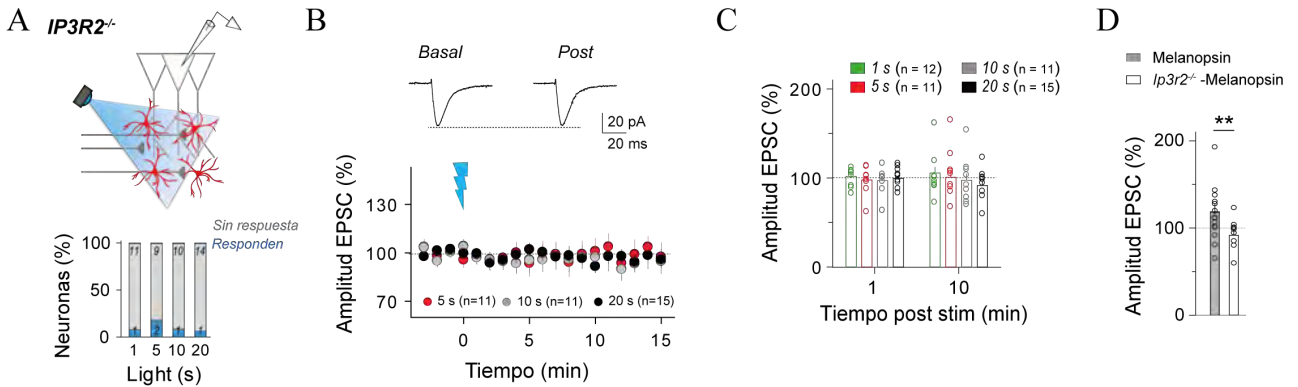 A
IP3R2-/-
Sin respuesta
Responden
Neuronas (%)
100
50
0
11
9
10
14
1
2
1
1
1
5
10
20
Light (s)
B
Basal
Post
20 pA
20 ms
Amplitud EPSC (%)
130
100
70
5 s (n=11)
10 s (n=11)
20 s (n=15)
0
5
10
15
Tiempo (min)
C
1 s (n = 12)
10 s (n = 11)
5 s (n = 11)
20 s (n = 15)
Amplitud EPSC (%)
200
100
0
1
10
Tiempo post stim (min)
D
Melanopsin
Ip3r2-/- -Melanopsin
**
Amplitud EPSC (%)
200
100
100